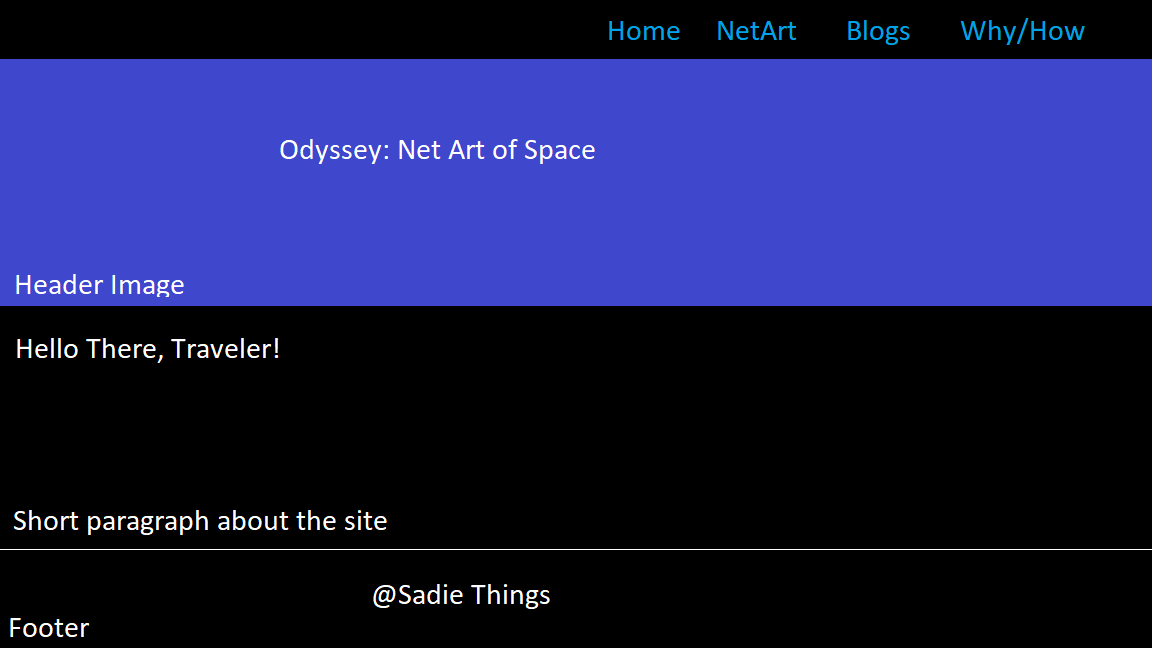 Home NetArt Blogs Why/How
Odyssey: Net Art of Space
Header Image
Hello There, Traveler!
Short paragraph about the site
@Sadie Things
Footer